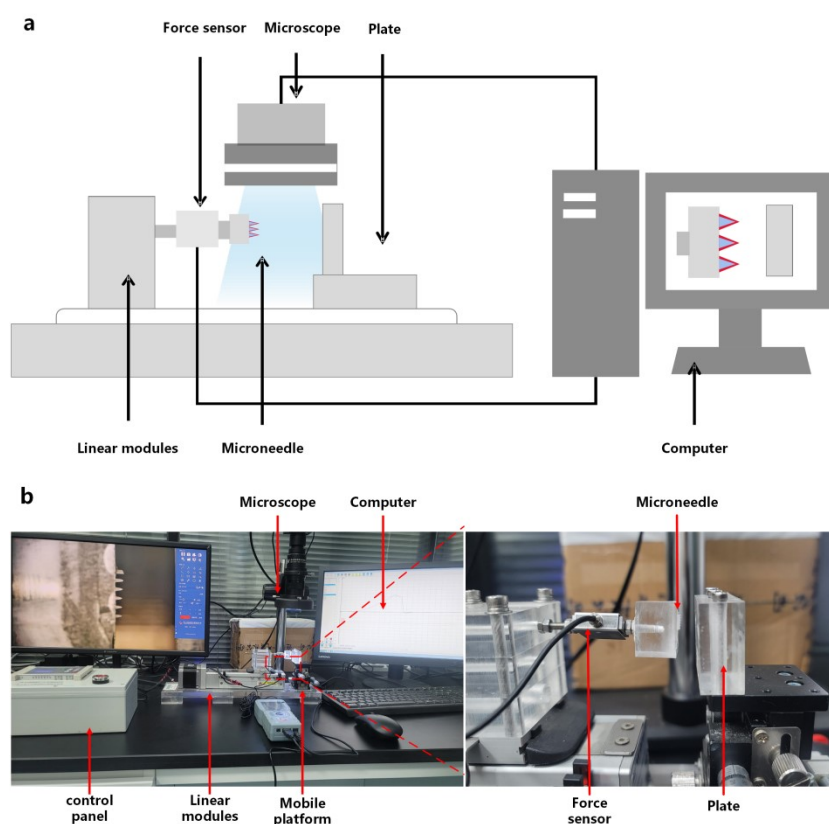 a
Force sensor
Microscope
Plate
Linear modules
Microneedle
Computer
b
Microscope
Computer
Microneedle
control
panel
Linear
modules
Mobile
platform
Force
sensor
Plate